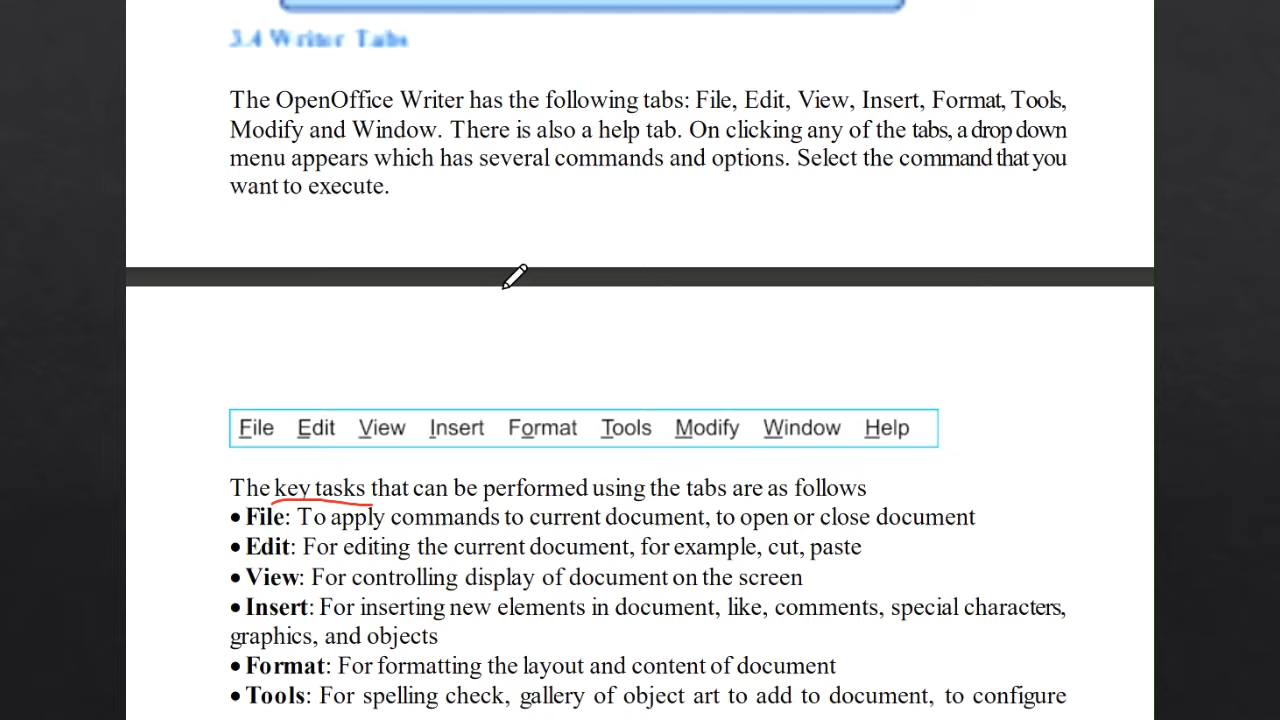 3.4 Writer Tabs
The OpenOffice Writer has the following tabs: File, Edit, View, Insert, Format, Tools,
Modify and Window. There is also a help tab. On clicking any of the tabs, a drop down
menu appears which has several commands and options. Select the command that you
want to execute.
File Edit View Insert Format Tools Modify Window Help
The key tasks that can be performed using the tabs are as follows
• File: To apply commands to current document, to open or close document
• Edit: For editing the current document, for example, cut, paste
• View: For controlling display of document on the screen
• Insert: For inserting new elements in document, like, comments, special characters,
graphics, and objects
• Format: For formatting the layout and content of document
• Tools: For spelling check, gallery of object art to add to document, to configure